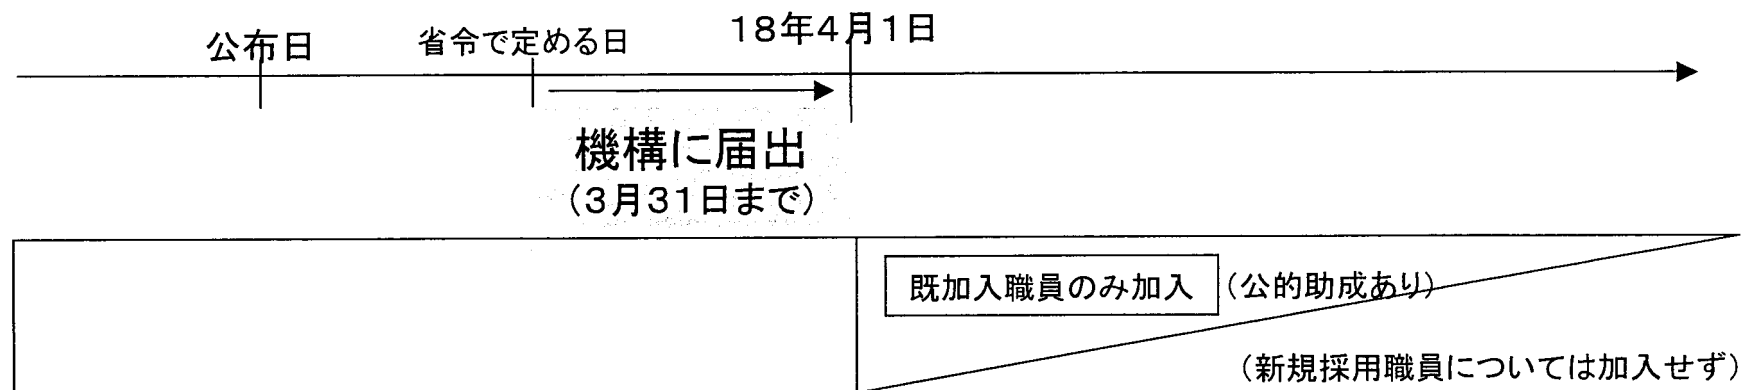 公布日
省令で定める日
18年4月1日
機構に届出
(3月31日まで)
既加入職員のみ加入
(公的助成あり)
(新規採用職員については加入せず)